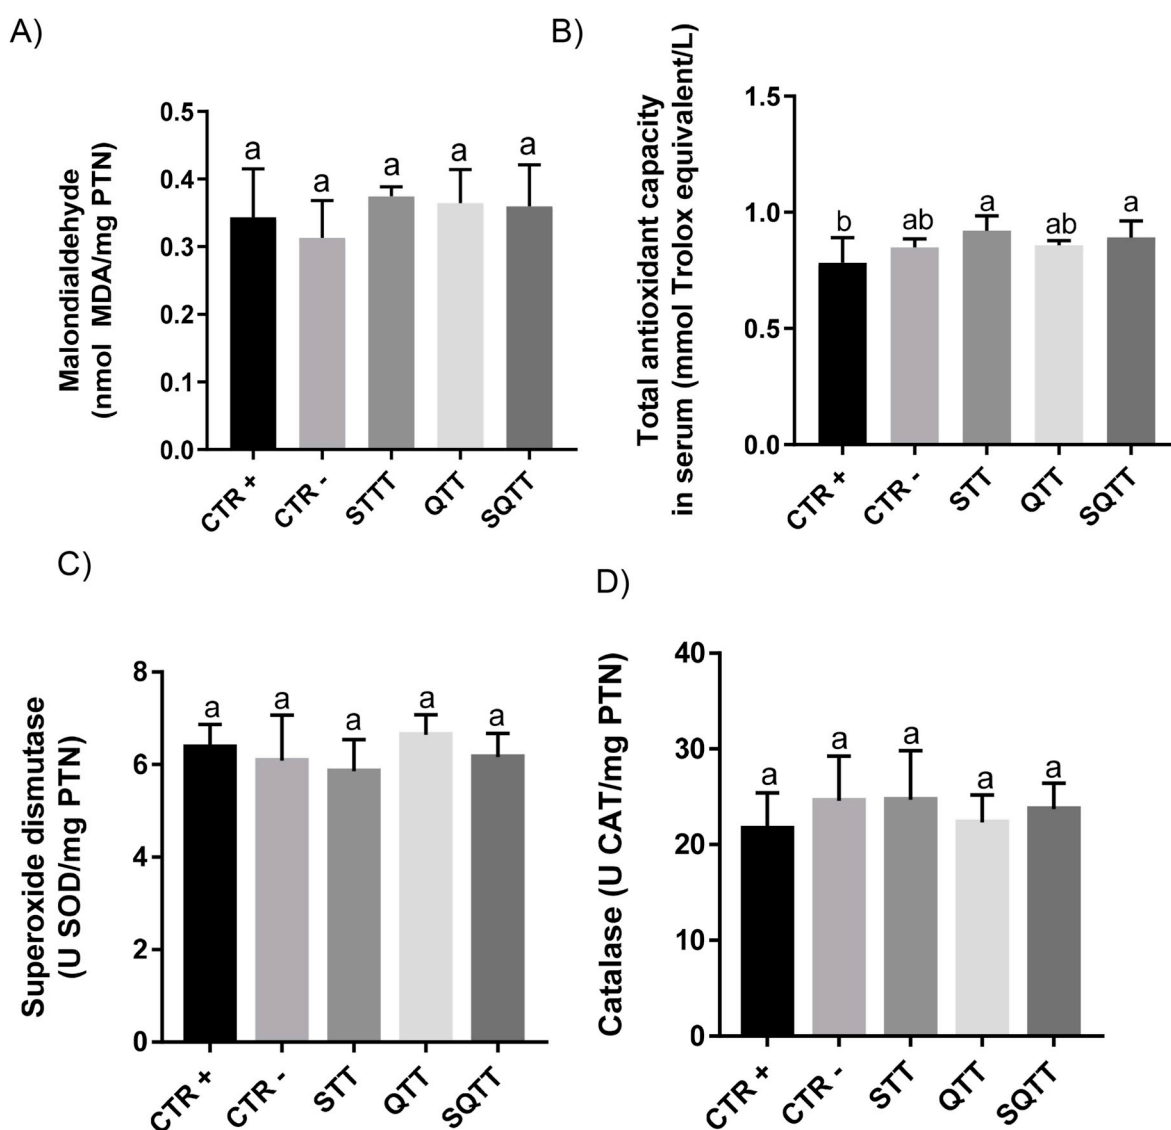 A)
Malondialdehyde
(nmol MDA/mg PTN)
0.5
0.4
0.3
0.2
0.1
0.0
a
a
a
a
a
CTR +
CTR -
STTT
QTT
SQTT
B)
Total antioxidant capacity
in serum (mmol Trolox equivalent/L)
1.5
1.0
0.5
0.0
b
ab
a
ab
a
CTR +
CTR -
STT
QTT
SQTT
C)
Superoxide dismutase
(U SOD/mg PTN)
8
6
4
2
0
a
a
a
a
a
CTR +
CTR -
STT
QTT
SQTT
D)
Catalase (U CAT/mg PTN)
40
30
20
10
0
a
a
a
a
a
CTR +
CTR -
STT
QTT
SQTT